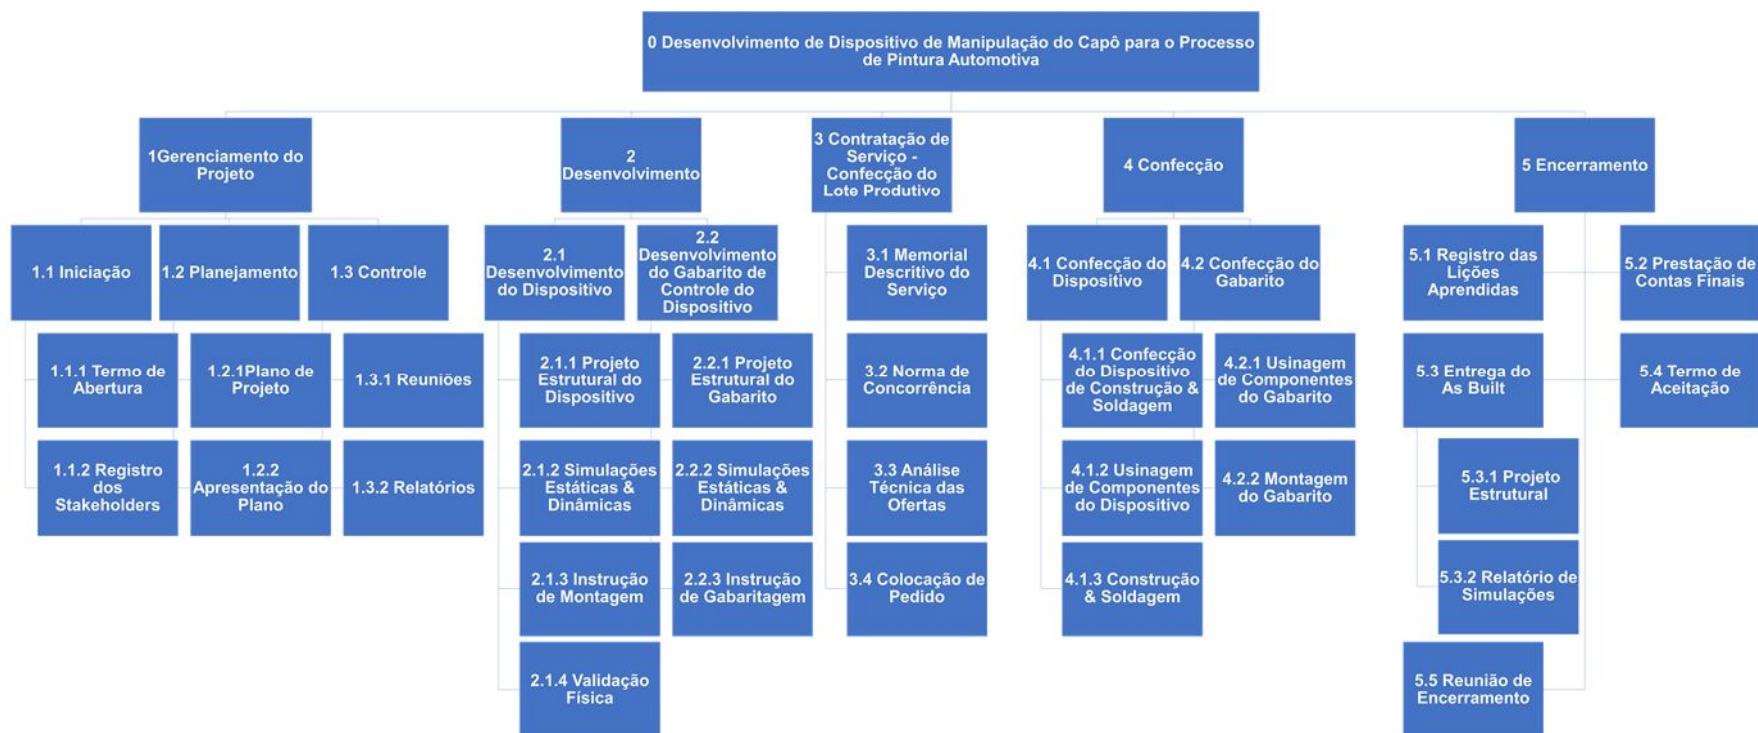 0 Desenvolvimento de Dispositivo de Manipulação do Capô para o Processo
de Pintura Automotiva
1Gerenciamento do
Projeto
2
Desenvolvimento
3 Contratação de
Serviço -
Confecção do
Lote Produtivo
4 Confecção
5 Encerramento
1.1 Iniciação
1.2 Planejamento
1.3 Controle
2.1
Desenvolvimento
do Dispositivo
2.2
Desenvolvimento
do Gabarito de
Controle do
Dispositivo
3.1 Memorial
Descritivo do
Serviço
4.1 Confecção do
Dispositivo
4.2 Confecção do
Gabarito
5.1 Registro das
Lições
Aprendidas
5.2 Prestação de
Contas Finais
1.1.1 Termo de
Abertura
1.2.1Plano de
Projeto
1.3.1 Reuniões
2.1.1 Projeto
Estrutural do
Dispositivo
2.2.1 Projeto
Estrutural do
Gabarito
3.2 Norma de
Concorrência
4.1.1 Confecção
do Dispositivo
de Construção &
Soldagem
4.2.1 Usinagem
de Componentes
do Gabarito
5.3 Entrega do
As Built
5.4 Termo de
Aceitação
1.1.2 Registro
dos
Stakeholders
1.2.2
Apresentação do
Plano
1.3.2 Relatórios
2.1.2 Simulações
Estáticas &
Dinâmicas
2.2.2 Simulações
Estáticas &
Dinâmicas
3.3 Análise
Técnica das
Ofertas
4.1.2 Usinagem
de Componentes
do Dispositivo
4.2.2 Montagem
do Gabarito
5.3.1 Projeto
Estrutural
2.1.3 Instrução
de Montagem
2.2.3 Instrução
de Gabaritagem
3.4 Colocação de
Pedido
4.1.3 Construção
& Soldagem
5.3.2 Relatório de
Simulações
2.1.4 Validação
Física
5.5 Reunião de
Encerramento